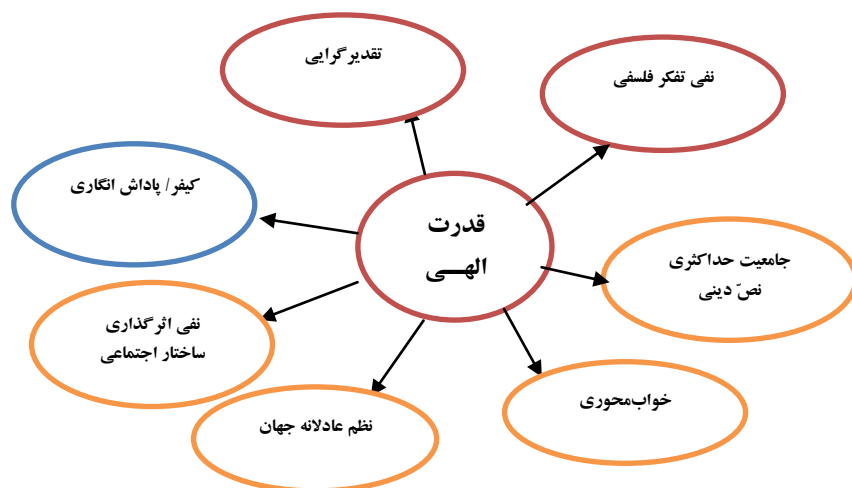 تقدیرگرایی
نفی تفکر فلسفی
کیفر/ پاداش انگاری
قدرت
الهـــی
جامعیت حداکثری
نصّ دینی
نفی اثرگذاری
ساختار اجتماعی
خواب‌محوری
نظم عادلانه جهان